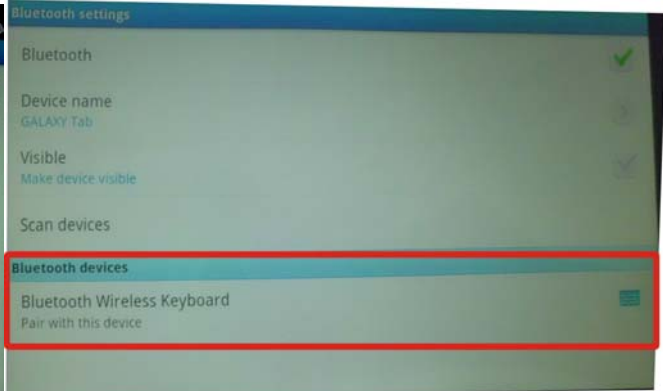 Bluetooth settings
Bluetooth
Device name
GALAXY Tab
Visible
Make device visible
Scan devices
Bluetooth devices
Bluetooth Wireless Keyboard
Pair with this device